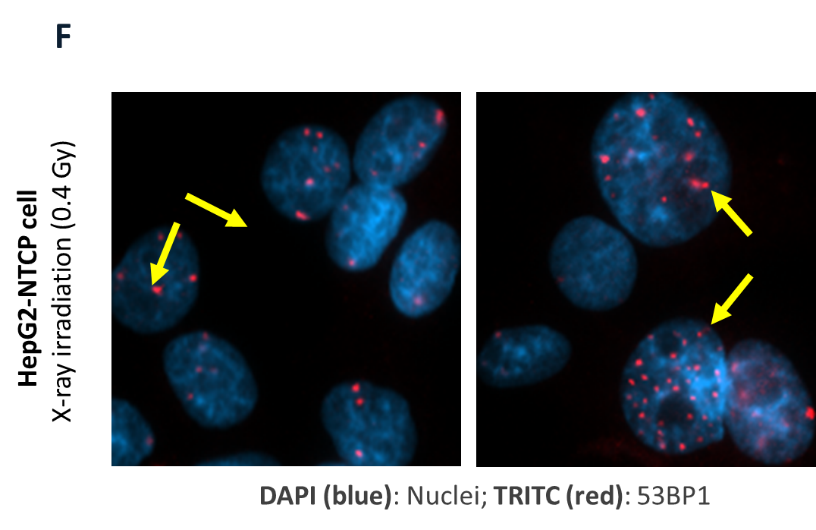 F
HepG2-NTCP cell
X-ray irradiation (0.4 Gy)
DAPI (blue): Nuclei; TRITC (red): 53BP1